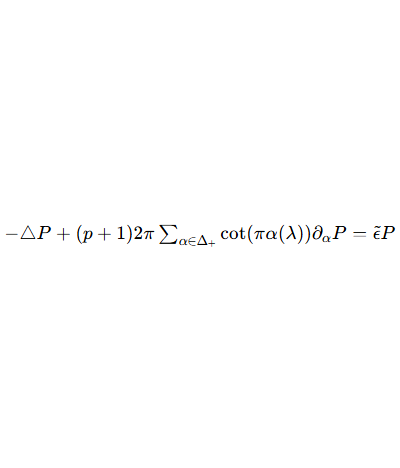 −△P + (p + 1)2π ∑_{α∈Δ₊} cot(πα(λ))∂_α P = ϵ̃P